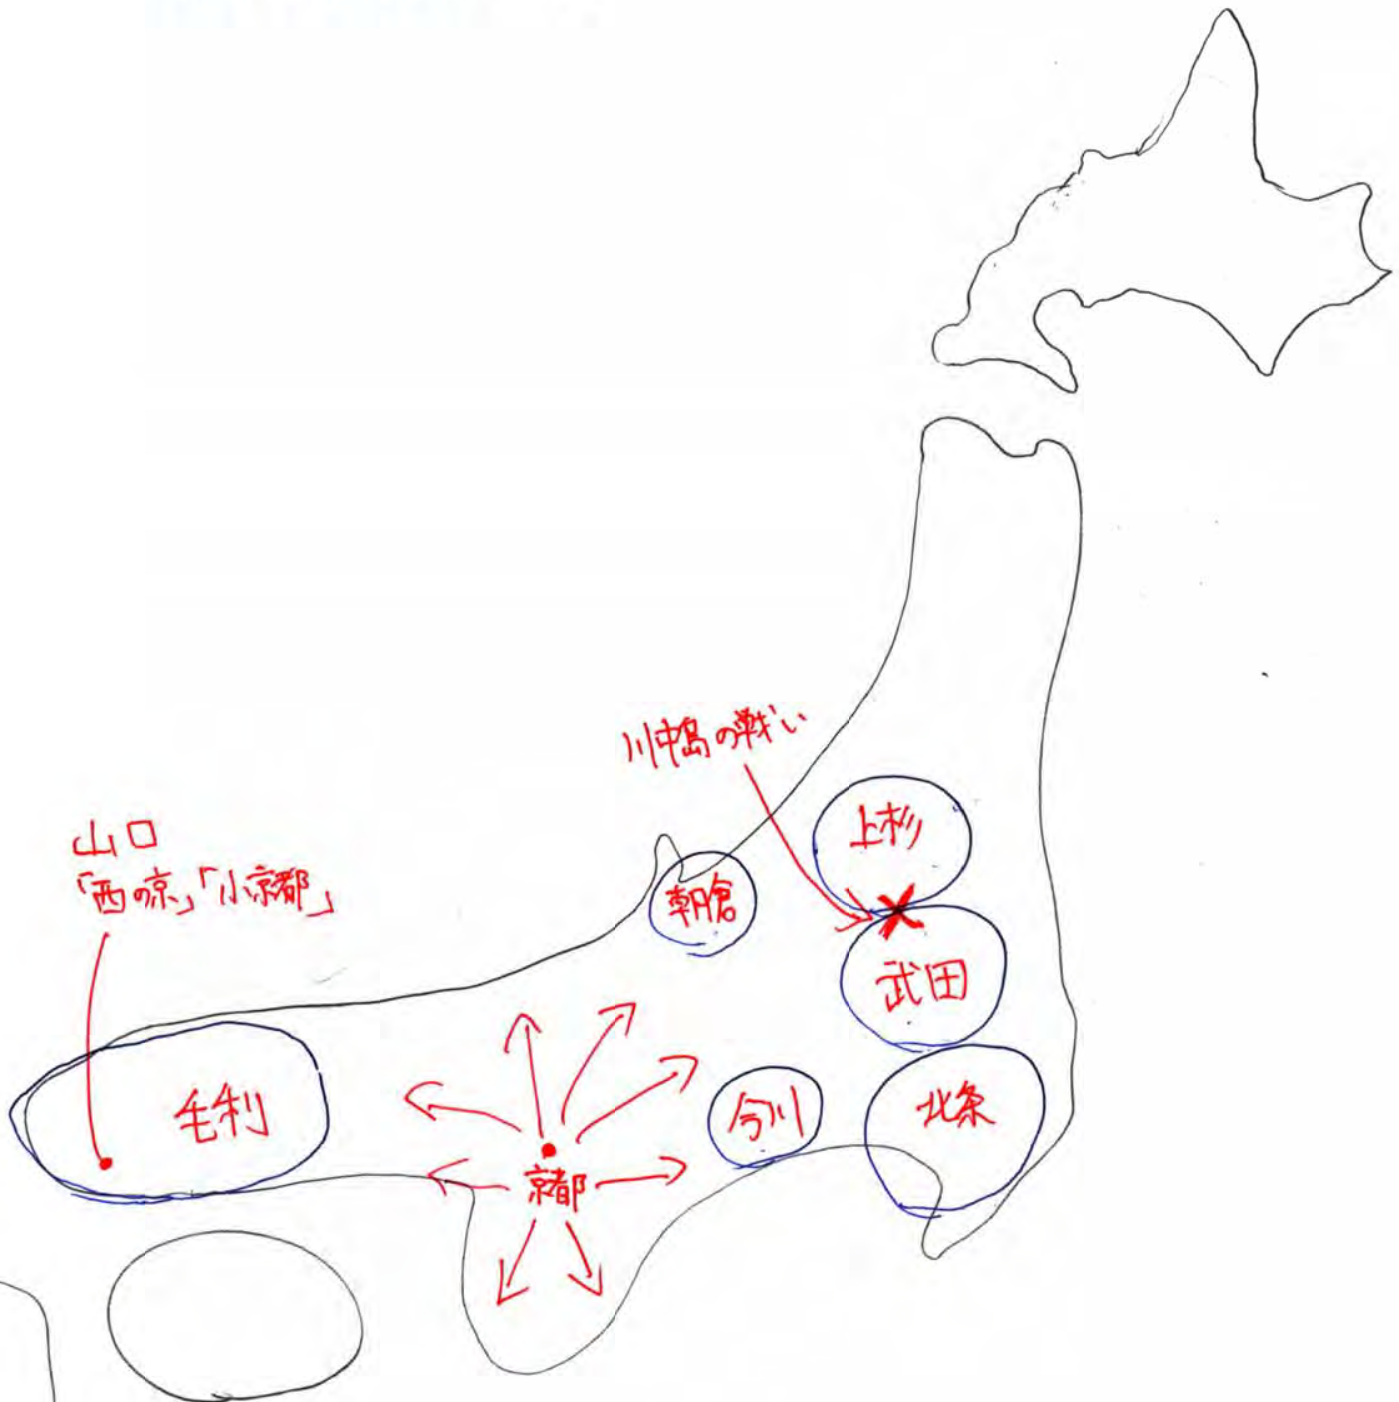 川中島の戦い
上杉
山口
「西の京」「小京都」
朝倉
武田
毛利
今川
北条
京都